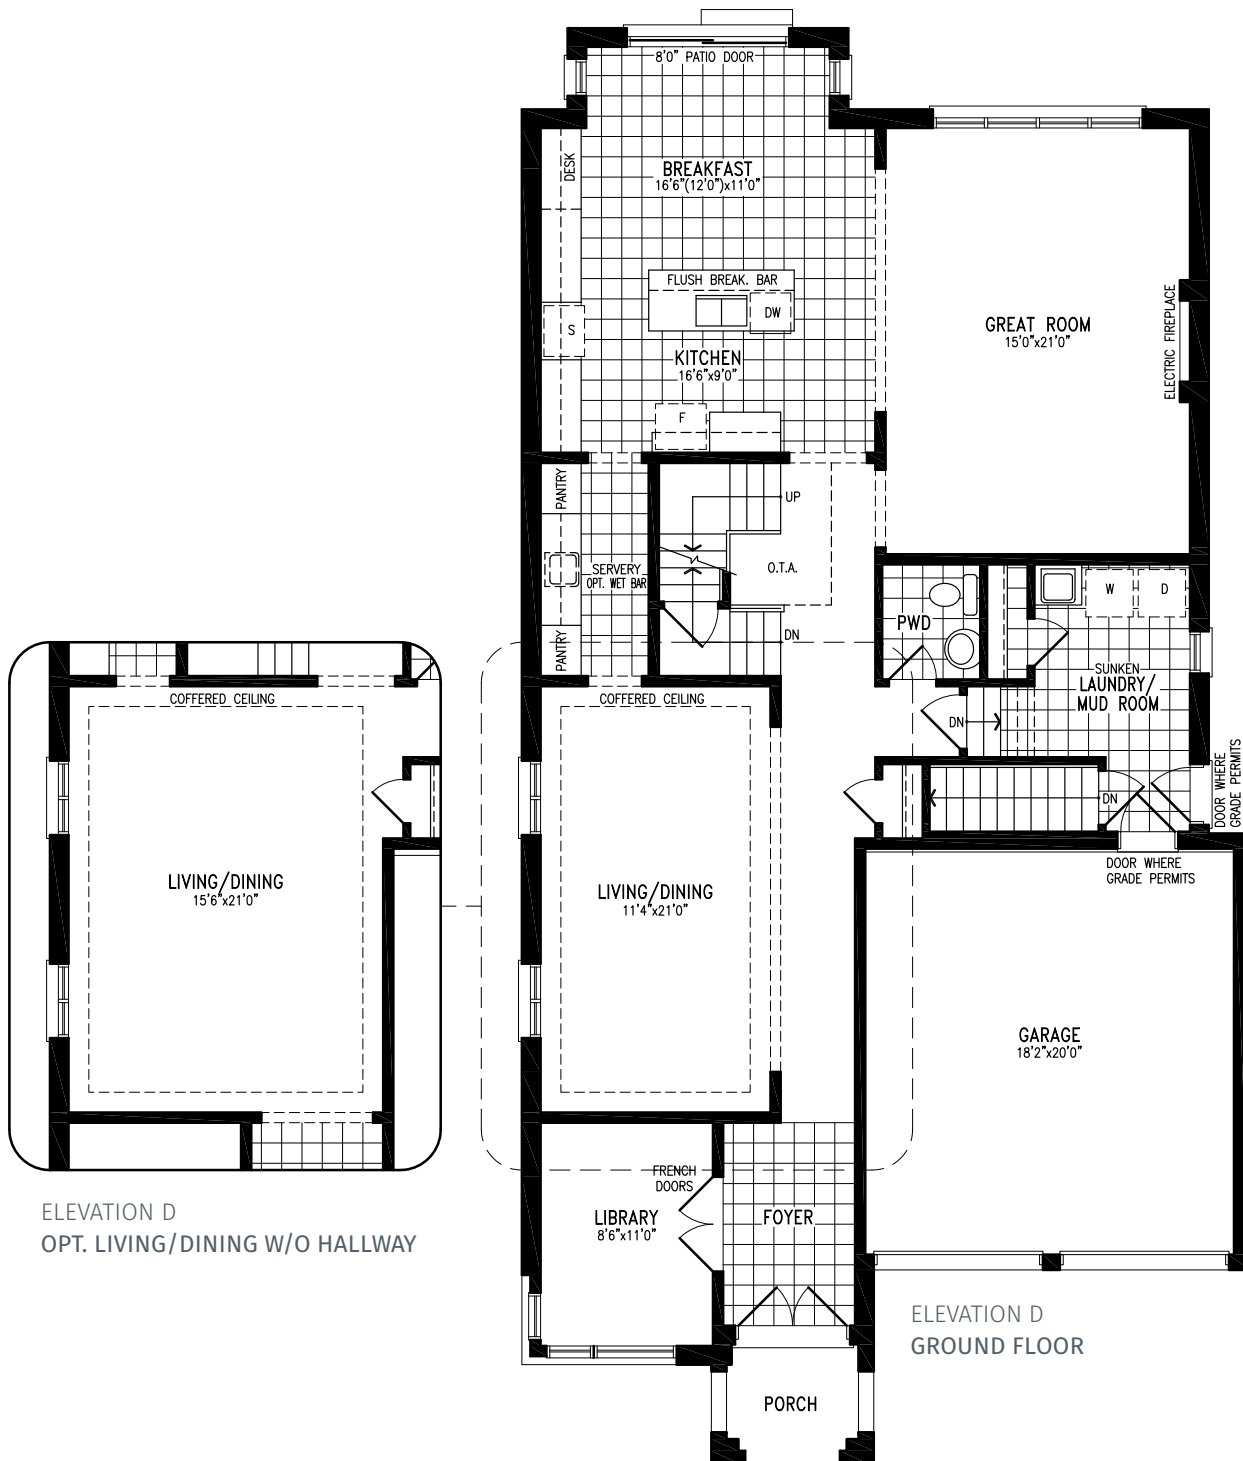 8'0" PATIO DOOR
DESK
BREAKFAST
16'6"(12'0")x11'0"
FLUSH BREAK. BAR
DW
S
KITCHEN
16'6"x9'0"
F
GREAT ROOM
15'0"x21'0"
ELECTRIC FIREPLACE
PANTRY
UP
SERVERY
OPT. WET BAR
O.T.A.
PANTRY
DN
PWD
W
D
SUNKEN
LAUNDRY/
MUD ROOM
DN
DN
DOOR WHERE
GRADE PERMITS
DOOR WHERE
GRADE PERMITS
COFFERED CEILING
LIVING/DINING
15'6"x21'0"
COFFERED CEILING
LIVING/DINING
11'4"x21'0"
GARAGE
18'2"x20'0"
FRENCH
DOORS
LIBRARY
8'6"x11'0"
FOYER
PORCH
ELEVATION D
OPT. LIVING/DINING W/O HALLWAY
ELEVATION D
GROUND FLOOR